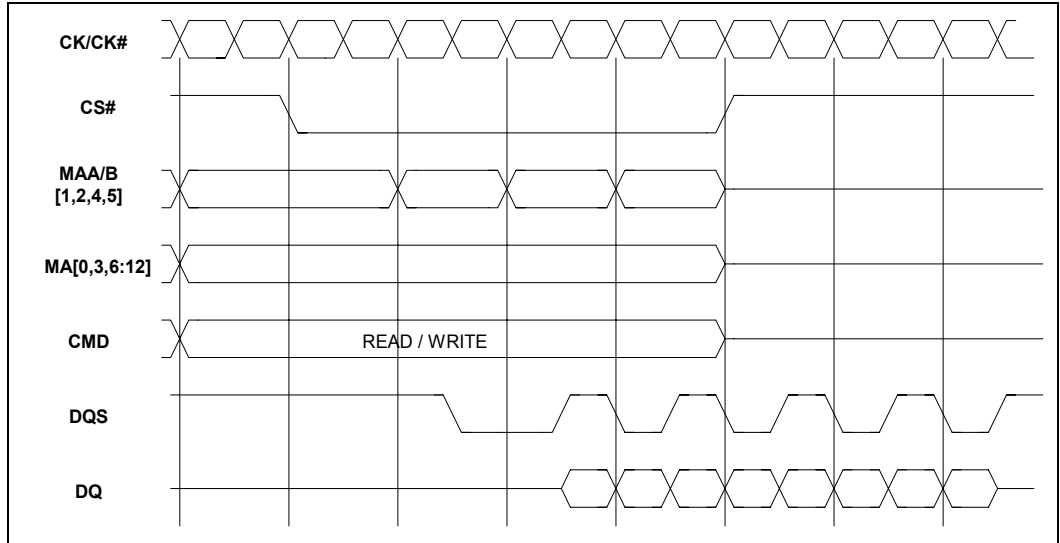 CK/CK#
CS#
MAA/B
[1,2,4,5]
MA[0,3,6:12]
CMD
READ / WRITE
DQS
DQ